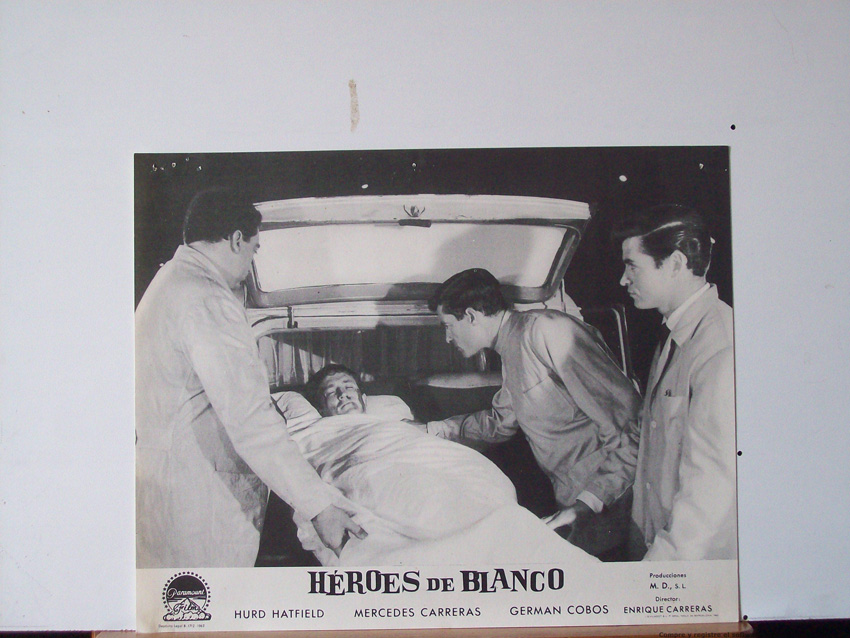 HÉROES DE BLANCO
Producciones
M. D., S. L.
Director:
HURD HATFIELD MERCEDES CARRERAS GERMAN COBOS ENRIQUE CARRERAS
Paramount
Films